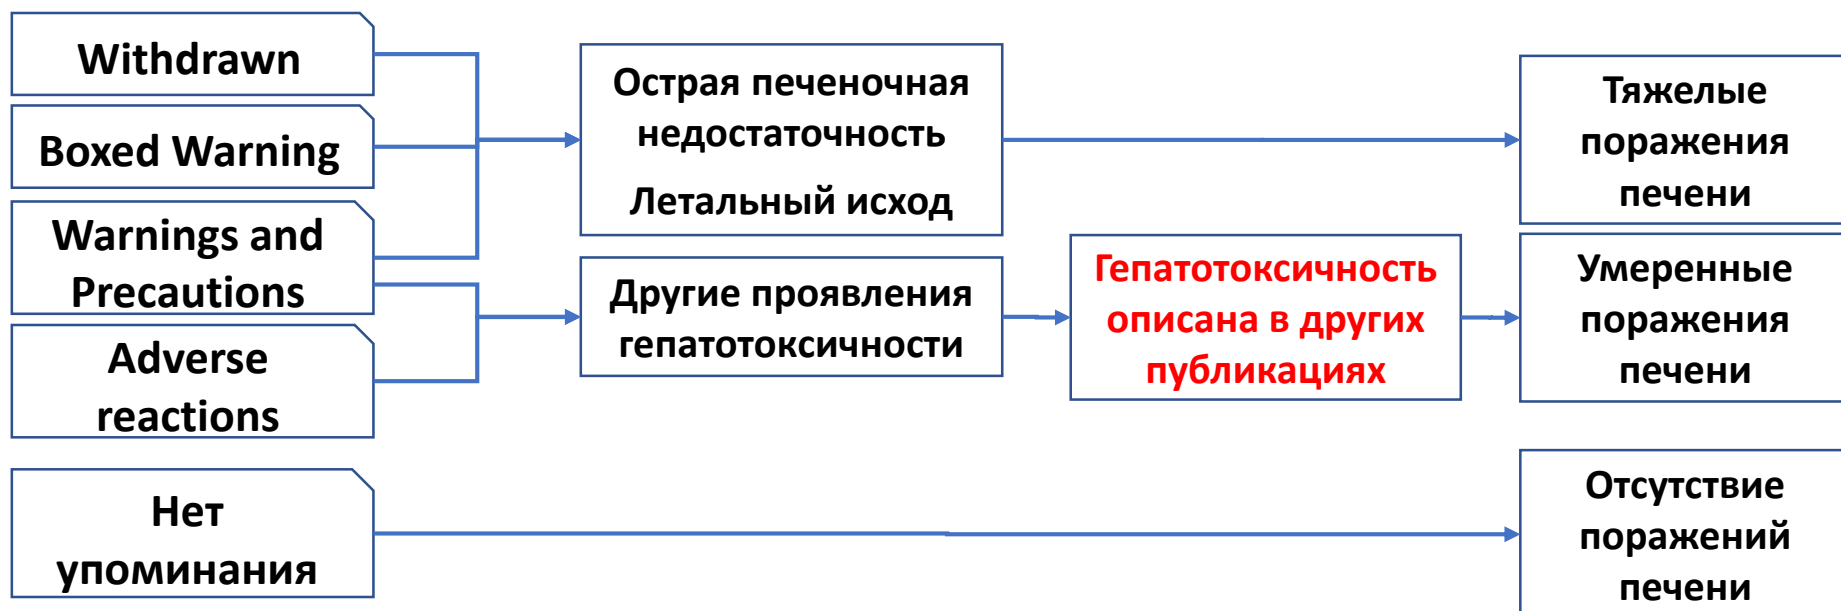 Withdrawn
Boxed Warning
Warnings and
Precautions
Adverse
reactions
Нет
упоминания
Острая печеночная
недостаточность
Летальный исход
Другие проявления
гепатотоксичности
Гепатотоксичность
описана в других
публикациях
Тяжелые
поражения
печени
Умеренные
поражения
печени
Отсутствие
поражений
печени